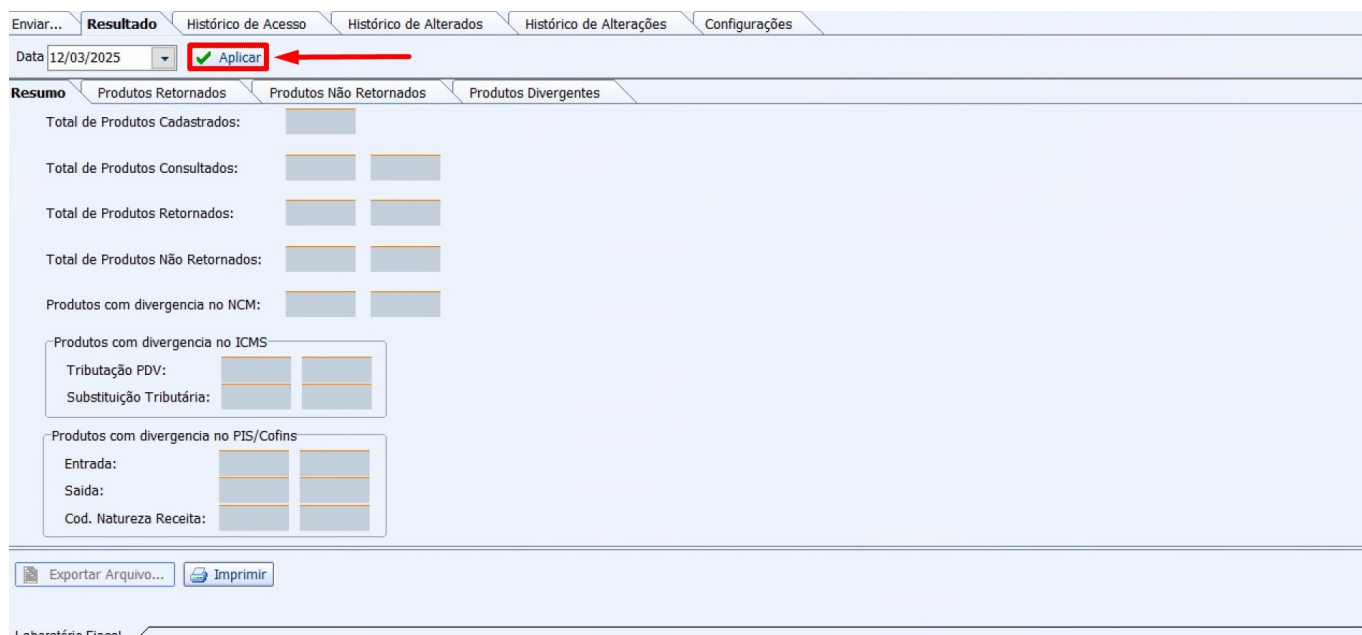 Enviar... Resultado Histórico de Acesso Histórico de Alterados Histórico de Alterações Configurações
Data 12/03/2025 Aplicar
Resumo Produtos Retornados Produtos Não Retornados Produtos Divergentes
Total de Produtos Cadastrados:
Total de Produtos Consultados:
Total de Produtos Retornados:
Total de Produtos Não Retornados:
Produtos com divergencia no NCM:
Produtos com divergencia no ICMS
Tributação PDV:
Substituição Tributária:
Produtos com divergencia no PIS/Cofins
Entrada:
Saida:
Cod. Natureza Receita:
Exportar Arquivo... Imprimir
Laboratório Fiscal